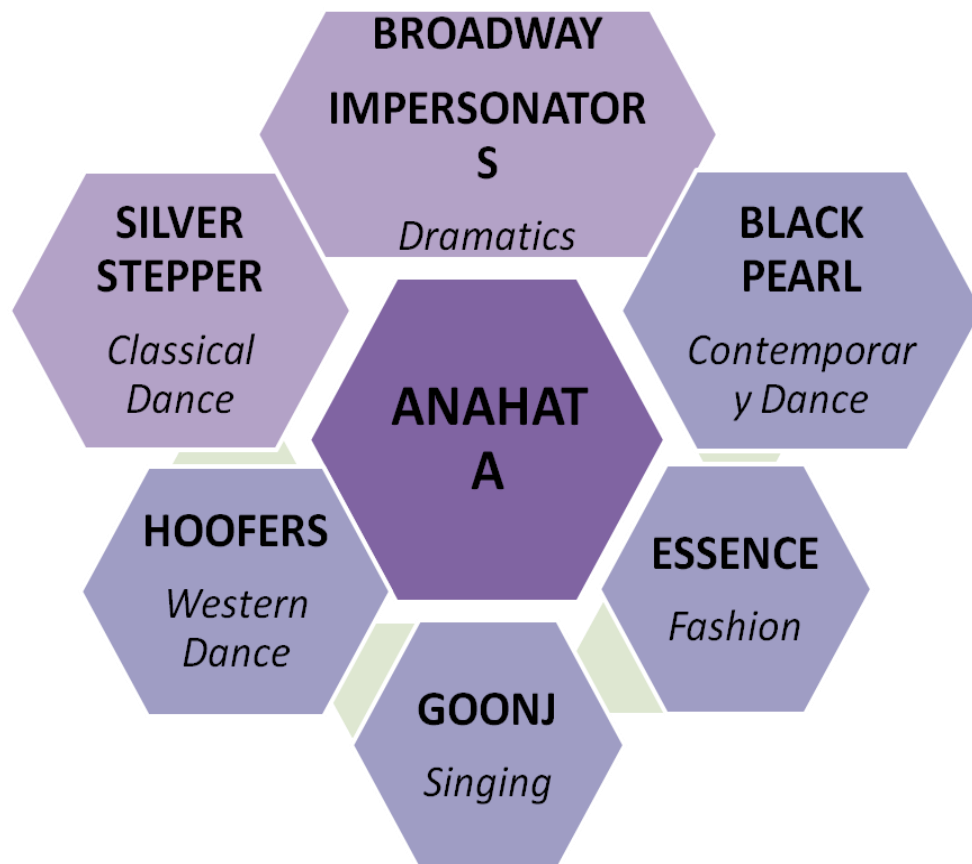 BROADWAY
IMPERSONATOR
S
Dramatics
SILVER
STEPPER
Classical
Dance
BLACK
PEARL
Contemporar
y Dance
ANAHAT
A
HOOFERS
Western
Dance
ESSENCE
Fashion
GOONJ
Singing